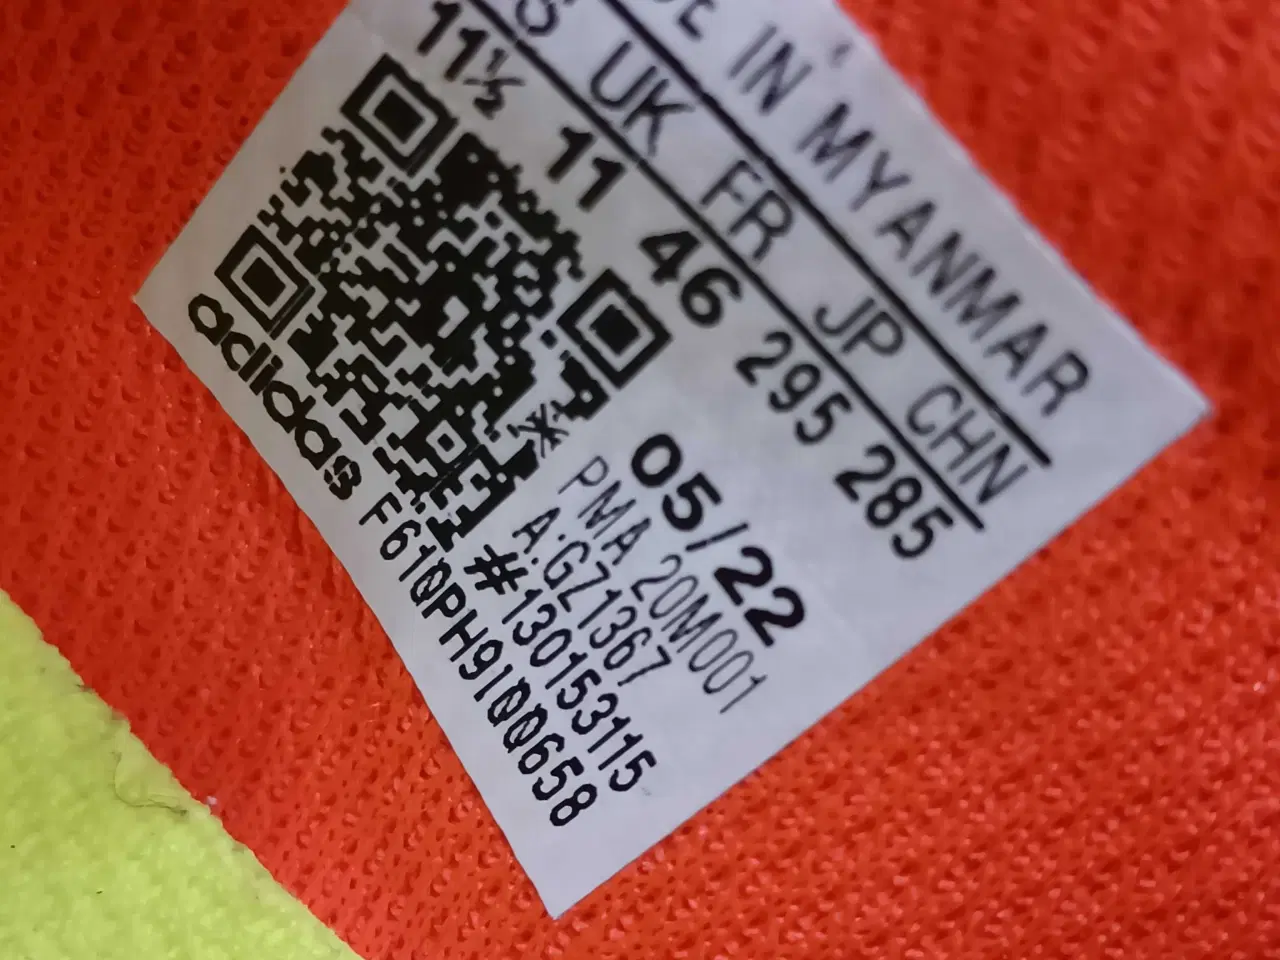 IN MYANMAR
UK FR JP CHN
11½ 11 46 295 285
05/22
PMA 20M001
A:GZ1367
#130153115
adidas F61QPH91QQ658